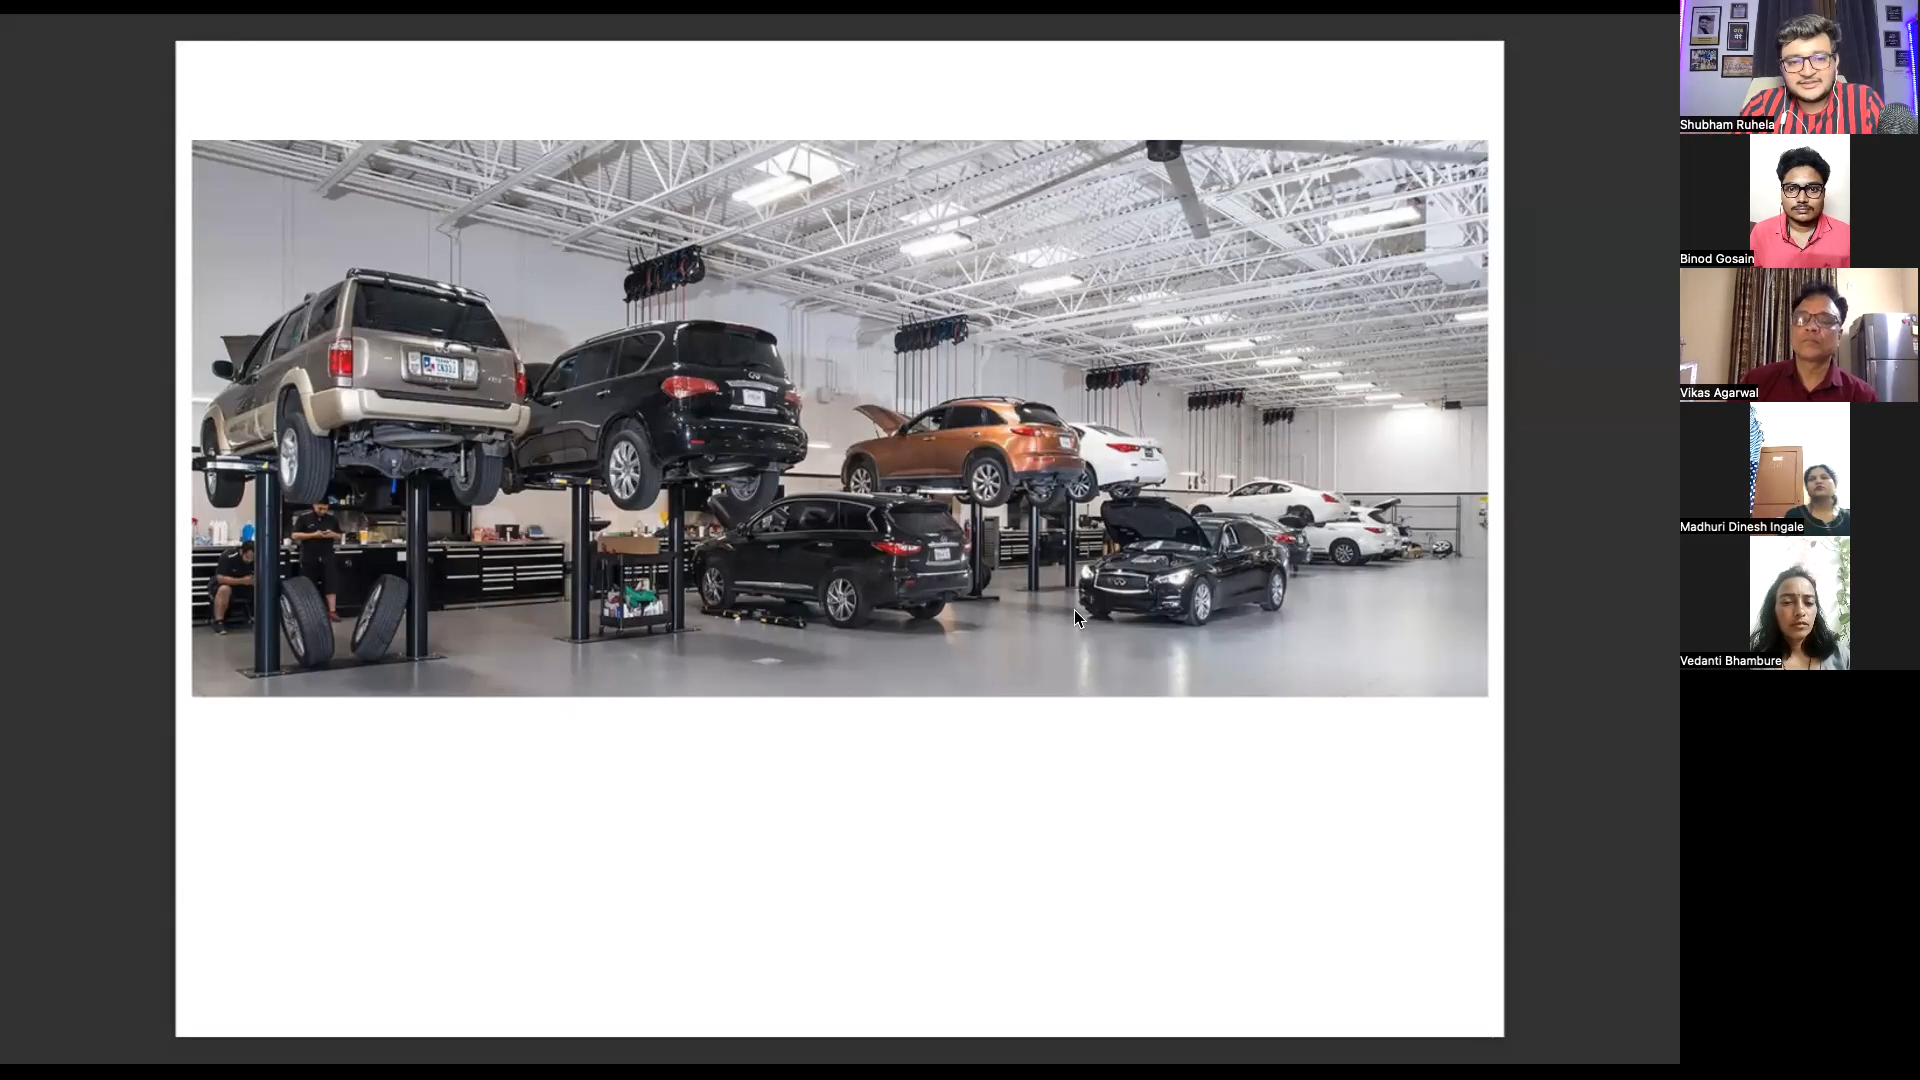 Shubham Ruhela
Binod Gosain
Vikas Agarwal
Madhuri Dinesh Ingale
Vedanti Bhambure